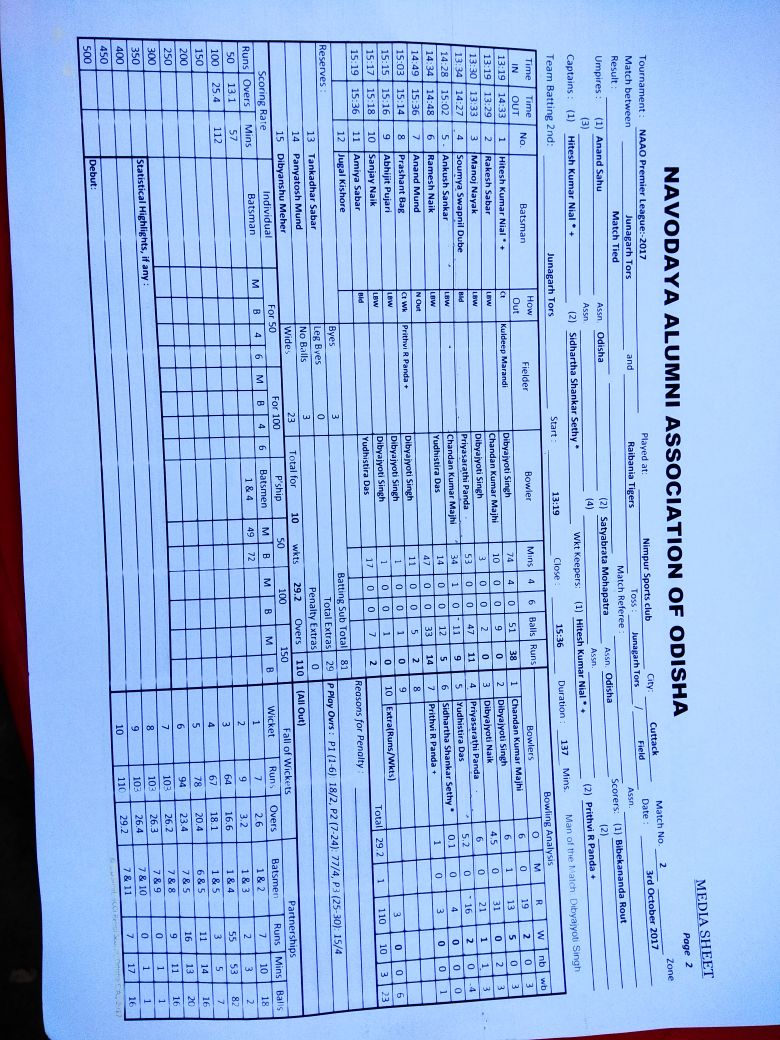 MEDIA SHEET
Page 2
NAVODAYA ALUMNI ASSOCIATION OF ODISHA
Tournament : NAAO Premier League:-2017 Played at: Nimpur Sports club City: Cuttack Match No. 2 Zone
Match between Junagarh Tors and Raibania Tigers Toss : Junagarh Tors / Field Date : 3rd October 2017
Result : Match Tied Match Referee : Assn.
Umpires : (1) Anand Sahu Assn. Odisha (2) Satyabrata Mohapatra Assn. Odisha Scorers: (1) Bibekananda Rout
(3) Assn. (4) Assn. (2)
Captains : (1) Hitesh Kumar Nial * + (2) Sidhartha Shankar Sethy * Wkt Keepers: (1) Hitesh Kumar Nial * + (2) Prithvi R Panda +
Team Batting 2nd: Junagarh Tors Start : 13:19 Close : 15:36 Duration : 137 Mins. Man of the Match Dibyajyoti Singh
Time IN Time OUT No. Batsman How Out Fielder Bowler Mins 4 6 Balls Runs
13:19 14:33 1 Hitesh Kumar Nial * + Ct Kuldeep Marandi Dibyajyoti Singh 74 4 0 51 38
13:19 13:29 2 Rakesh Sabar LBW Chandan Kumar Majhi 10 0 0 9 0
13:30 13:33 3 Manoj Nayak LBW Dibyajyoti Singh 3 0 0 2 0
13:34 14:27 4 Soumya Swapnil Dube Bld Priyasarathi Panda 53 0 0 47 11
14:28 15:02 5 Ankush Sankar LBW Chandan Kumar Majhi 34 1 0 11 9
14:34 14:48 6 Ramesh Naik LBW Yudhistira Das 14 0 0 12 5
14:49 15:36 7 Anand Mund N Out 47 0 0 33 14
15:03 15:14 8 Prashant Bag Ct Wk Prithvi R Panda + Dibyajyoti Singh 11 0 0 5 2
15:15 15:16 9 Abhijit Pujari LBW Dibyajyoti Singh 1 0 0 1 0
15:17 15:18 10 Sanjay Naik LBW Dibyajyoti Singh 1 0 0 1 0
15:19 15:36 11 Amiya Sabar Bld Yudhistira Das 17 0 0 7 2
12 Jugal Kishore
Reserves :
13 Tankadhar Sabar
14 Panyatosh Mund
15 Dibyanshu Meher
Byes 3
Leg Byes 0
No Balls 3
Wides 23
Batting Sub Total 81
Total Extras 29
Penalty Extras 0
Total for 10 wkts 29.2 Overs 110 (All Out)
Bowling Analysis
Bowlers O M R W nb wb
1 Chandan Kumar Majhi 6 0 19 2 0 3
2 Dibyajyoti Singh 6 1 13 5 0 3
3 Dibyajyoti Naik 4.5 0 31 0 2 3
4 Priyasarathi Panda 6 0 21 1 1 3
5 Yudhistira Das 5.2 0 16 2 0 4
6 Sidhartha Shankar Sethy * 0.1 0 4 0 0 0
7 Prithvi R Panda + 1 0 3 0 0 1
8
9
10 Extra(Runs/Wkts) 3 0 0 6
Total 29.2 1 110 10 3 23
Reasons for Penalty :
P Play Ovrs : P1 (1-6) 18/2, P2 (7-24): 77/4, P3 (25-30): 15/4
Scoring Rate
Runs Overs Mins
50 13.1 57
100 25.4 112
150
200
250
300
350
400
450
500
Individual Batsman For 50 M B 4 6 For 100 M B 4 6
P'ship Batsmen 50 M B 100 M B 150 M B
1 & 4 49 72
Statistical Highlights, if any :
Debut:
Fall of Wickets Partnerships
Wicket Runs Overs Batsmen Runs Mins Balls
1 7 2.6 1 & 2 7 10 18
2 9 3.2 1 & 3 2 3 2
3 64 16.6 1 & 4 55 53 82
4 67 18.1 1 & 5 3 5 7
5 78 20.4 6 & 5 11 14 16
6 94 23.4 7 & 5 16 13 20
7 103 26.2 7 & 8 9 11 16
8 103 26.3 7 & 9 0 1 1
9 103 26.4 7 & 10 0 1 1
10 110 29.2 7 & 11 7 17 16